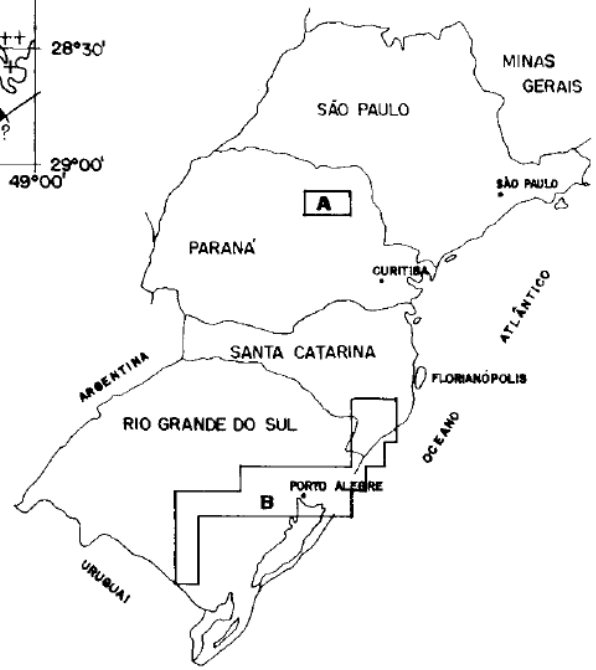 28°30'
?
29°00'
49°00'
MINAS
GERAIS
SÃO PAULO
SÃO PAULO
A
PARANÁ
CURITIBA
ATLÂNTICO
SANTA CATARINA
ARGENTINA
FLORIANÓPOLIS
RIO GRANDE DO SUL
OCEANO
PORTO ALEGRE
B
URUGUAI